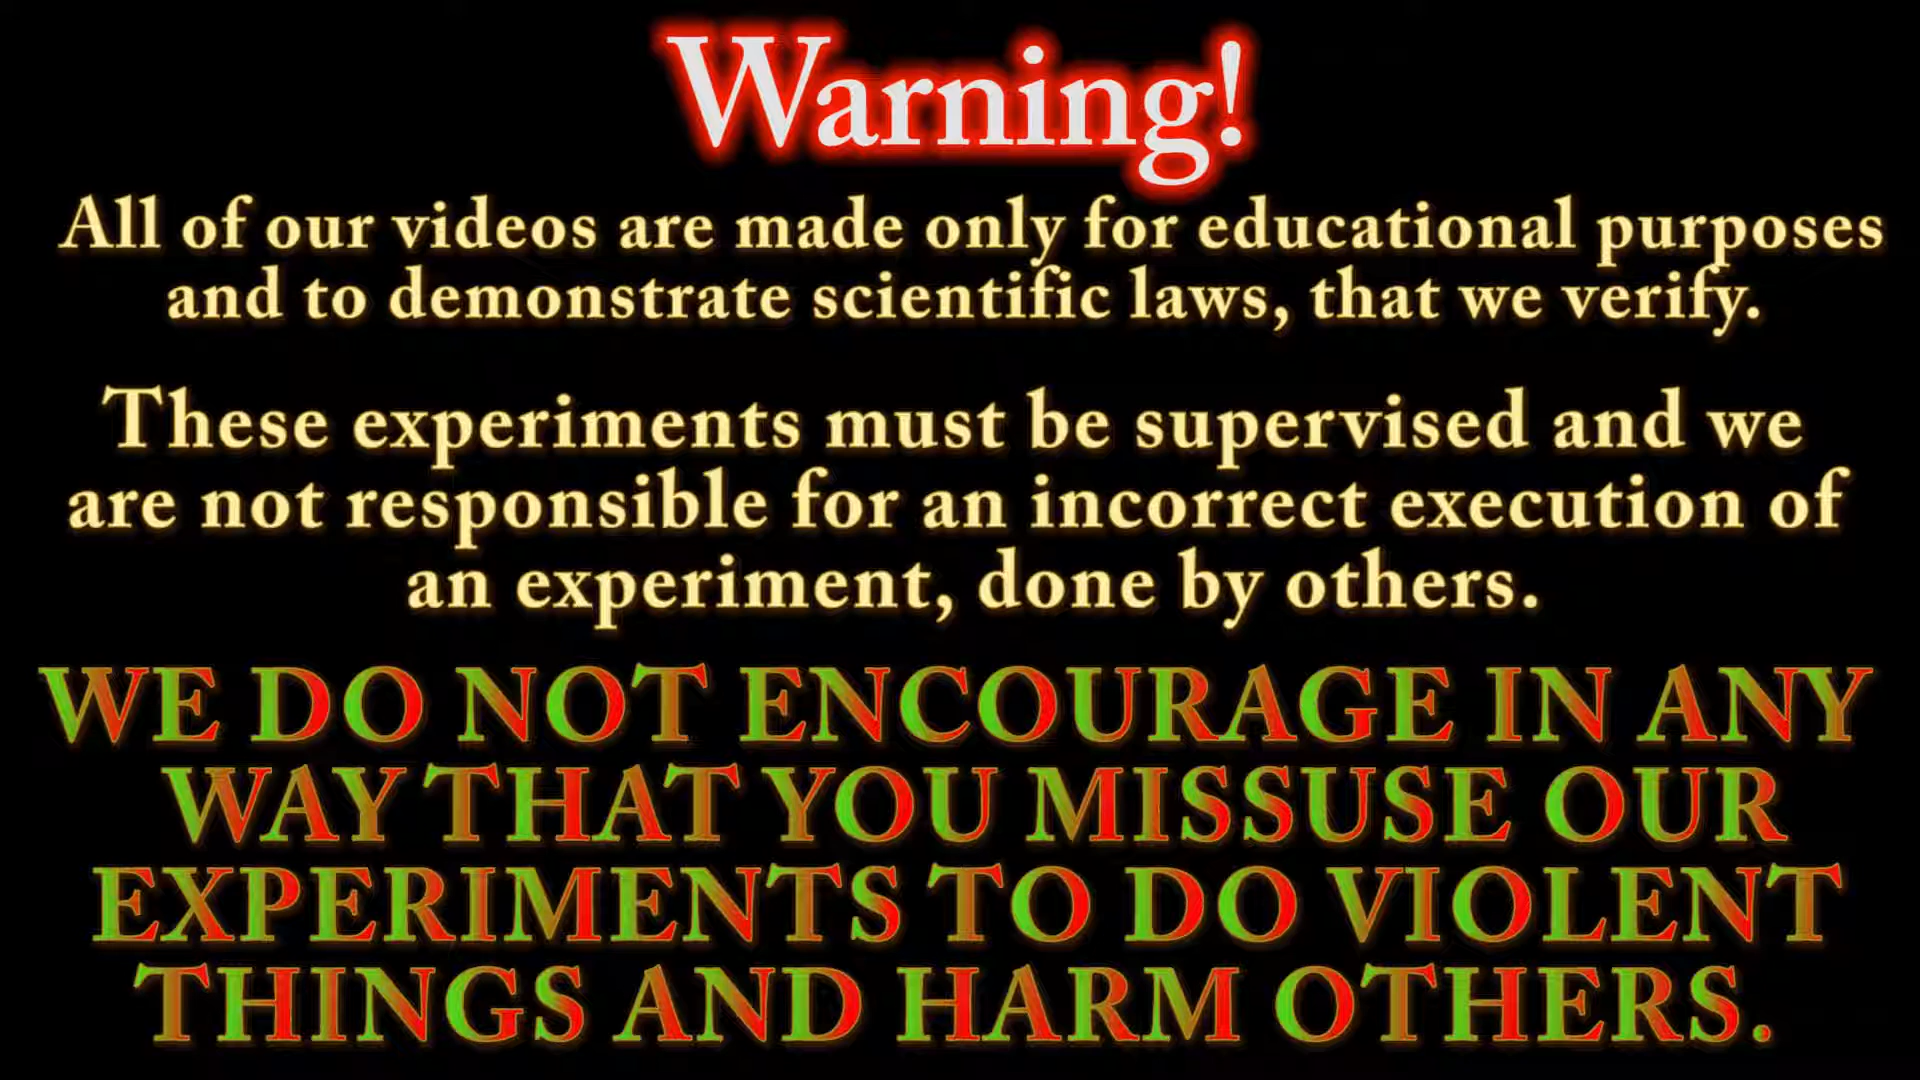 Warning!
All of our videos are made only for educational purposes
and to demonstrate scientific laws, that we verify.
These experiments must be supervised and we
are not responsible for an incorrect execution of
an experiment, done by others.
WE DO NOT ENCOURAGE IN ANY
WAY THAT YOU MISSUSE OUR
EXPERIMENTS TO DO VIOLENT
THINGS AND HARM OTHERS.